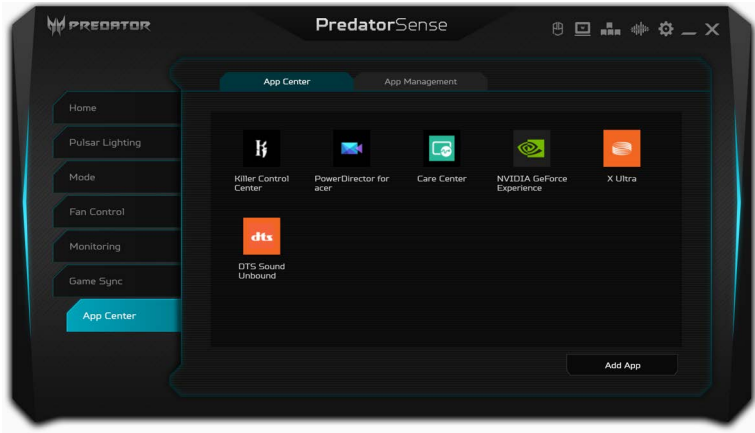 PREDATOR
PredatorSense
App Center
App Management
Home
Pulsar Lighting
Mode
Fan Control
Monitoring
Game Sync
App Center
Killer Control
Center
PowerDirector for
acer
Care Center
NVIDIA GeForce
Experience
X Ultra
dts
DTS Sound
Unbound
Add App